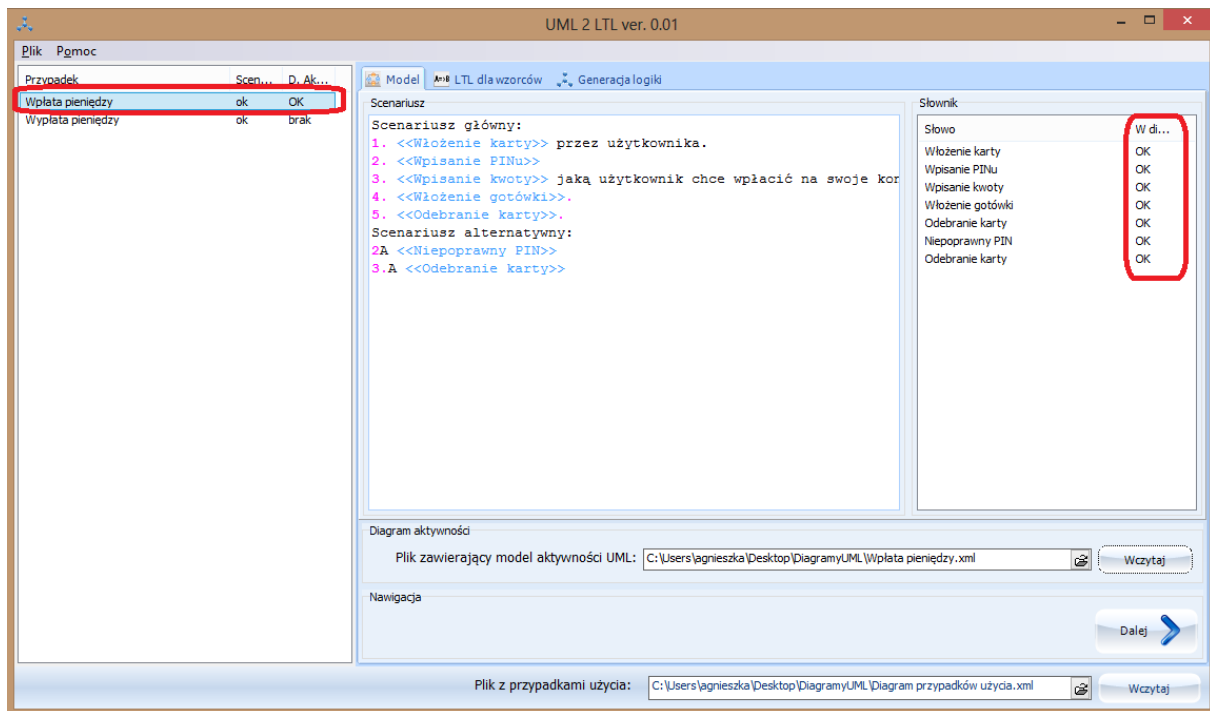 UML 2 LTL ver. 0.01
Plik Pomoc
Przypadek Scen... D. Ak...
Wpłata pieniędzy ok OK
Wypłata pieniędzy ok brak
Model A=>B LTL dla wzorców Generacja logiki
Scenariusz
Scenariusz główny:
1. <<Włożenie karty>> przez użytkownika.
2. <<Wpisanie PINu>>
3. <<Wpisanie kwoty>> jaką użytkownik chce wpłacić na swoje kor
4. <<Włożenie gotówki>>.
5. <<Odebranie karty>>.
Scenariusz alternatywny:
2A <<Niepoprawny PIN>>
3.A <<Odebranie karty>>
Słownik
Słowo W di...
Włożenie karty OK
Wpisanie PINu OK
Wpisanie kwoty OK
Włożenie gotówki OK
Odebranie karty OK
Niepoprawny PIN OK
Odebranie karty OK
Diagram aktywności
Plik zawierający model aktywności UML: C:\Users\agnieszka\Desktop\DiagramyUML\Wpłata pieniędzy.xml Wczytaj
Nawigacja
Dalej
Plik z przypadkami użycia: C:\Users\agnieszka\Desktop\DiagramyUML\Diagram przypadków użycia.xml Wczytaj